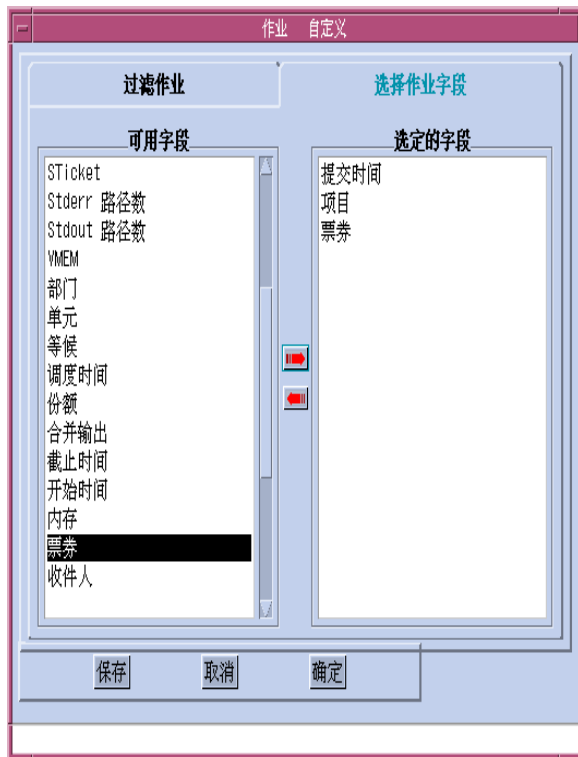 作业 自定义
过滤作业
选择作业字段
可用字段
STicket
Stderr 路径数
Stdout 路径数
VMEM
部门
单元
等候
调度时间
份额
合并输出
截止时间
开始时间
内存
票券
收件人
选定的字段
提交时间
项目
票券
保存
取消
确定